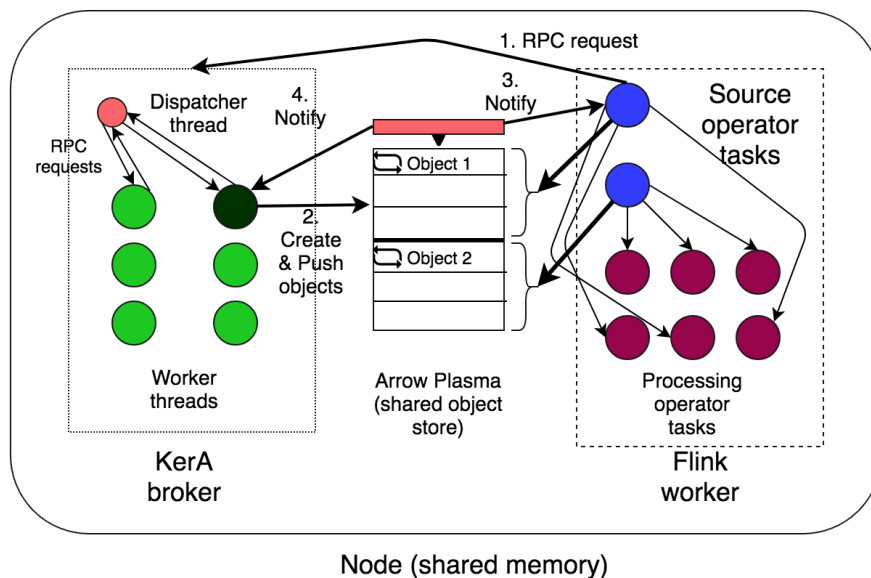 1. RPC request
Dispatcher
thread
4.
Notify
3.
Notify
Source
operator
tasks
RPC
requests
Object 1
2.
Create
& Push
objects
Object 2
Worker
threads
Arrow Plasma
(shared object
store)
Processing
operator
tasks
KerA
broker
Flink
worker
Node (shared memory)